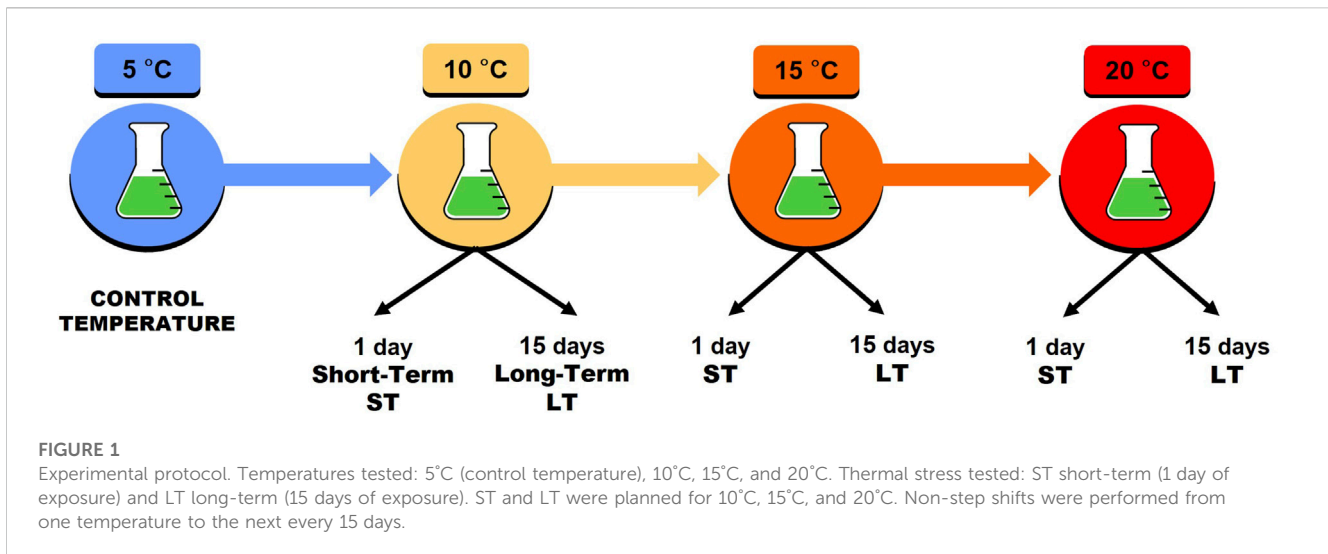 5 °C
10 °C
15 °C
20 °C
CONTROL
TEMPERATURE
1 day
Short-Term
ST
15 days
Long-Term
LT
1 day
ST
15 days
LT
1 day
ST
15 days
LT
FIGURE 1
Experimental protocol. Temperatures tested: 5°C (control temperature), 10°C, 15°C, and 20°C. Thermal stress tested: ST short-term (1 day of
exposure) and LT long-term (15 days of exposure). ST and LT were planned for 10°C, 15°C, and 20°C. Non-step shifts were performed from
one temperature to the next every 15 days.